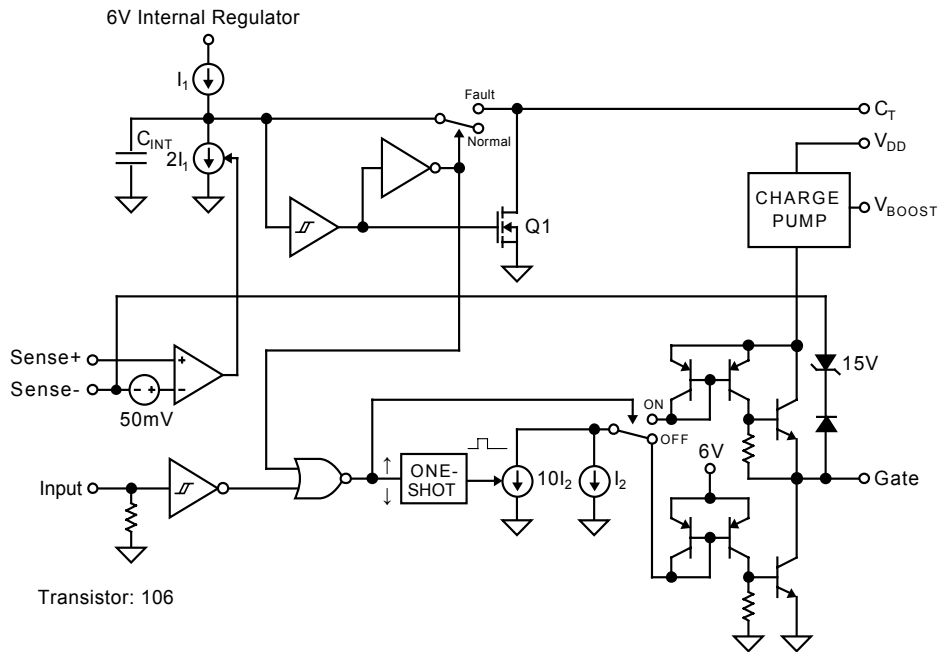 6V Internal Regulator
I1
Fault
CT
CINT
Normal
2I1
VDD
CHARGE
PUMP
VBOOST
Q1
Sense+
+
15V
Sense-
- +
-
50mV
ON
OFF
6V
↑
ONE-
SHOT
↓
10I2
I2
Input
Gate
Transistor: 106